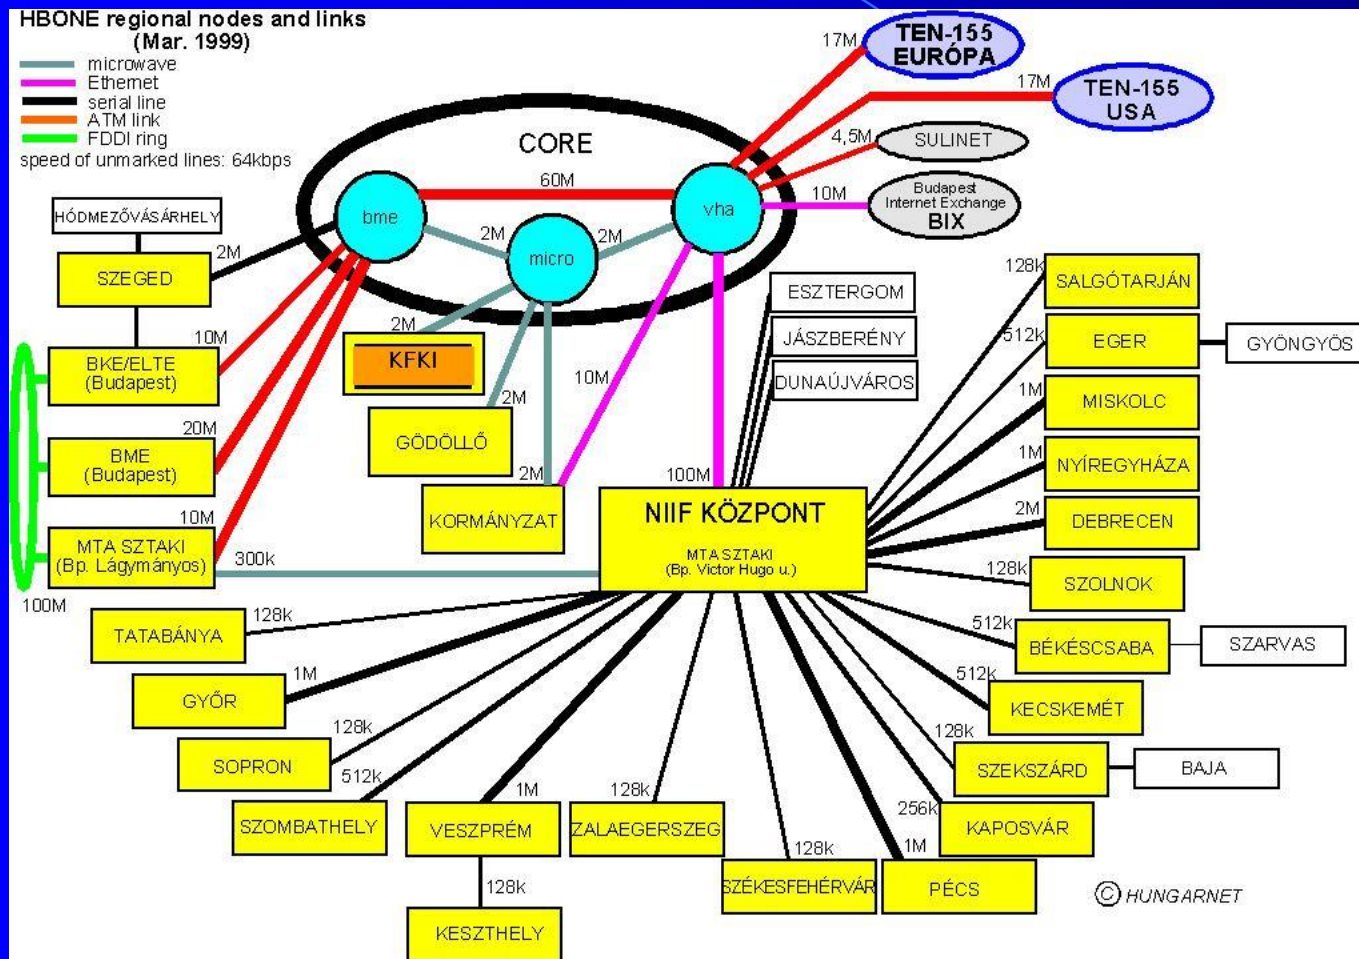 HBONE regional nodes and links
(Mar. 1999)
microwave
Ethernet
serial line
ATM link
FDDI ring
speed of unmarked lines: 64kbps
CORE
bme
60M
vha
2M
2M
micro
17M
TEN-155
EURÓPA
17M
TEN-155
USA
4,5M
SULINET
10M
Budapest
Internet Exchange
BIX
HÓDMEZŐVÁSÁRHELY
SZEGED
2M
BKE/ELTE
(Budapest)
10M
BME
(Budapest)
20M
MTA SZTAKI
(Bp. Lágymányos)
10M
300k
100M
2M
KFKI
2M
GÖDÖLLŐ
2M
10M
KORMÁNYZAT
100M
ESZTERGOM
JÁSZBERÉNY
DUNAÚJVÁROS
NIIF KÖZPONT
MTA SZTAKI
(Bp. Victor Hugo u.)
128k
SALGÓTARJÁN
512k
EGER
GYÖNGYÖS
1M
MISKOLC
1M
NYÍREGYHÁZA
2M
DEBRECEN
128k
SZOLNOK
512k
BÉKÉSCSABA
SZARVAS
512k
KECSKEMÉT
128k
SZEKSZÁRD
BAJA
256k
KAPOSVÁR
1M
PÉCS
128k
SZÉKESFEHÉRVÁR
128k
ZALAEGERSZEG
1M
VESZPRÉM
128k
KESZTHELY
512k
SZOMBATHELY
128k
SOPRON
1M
GYŐR
128k
TATABÁNYA
© HUNGARNET